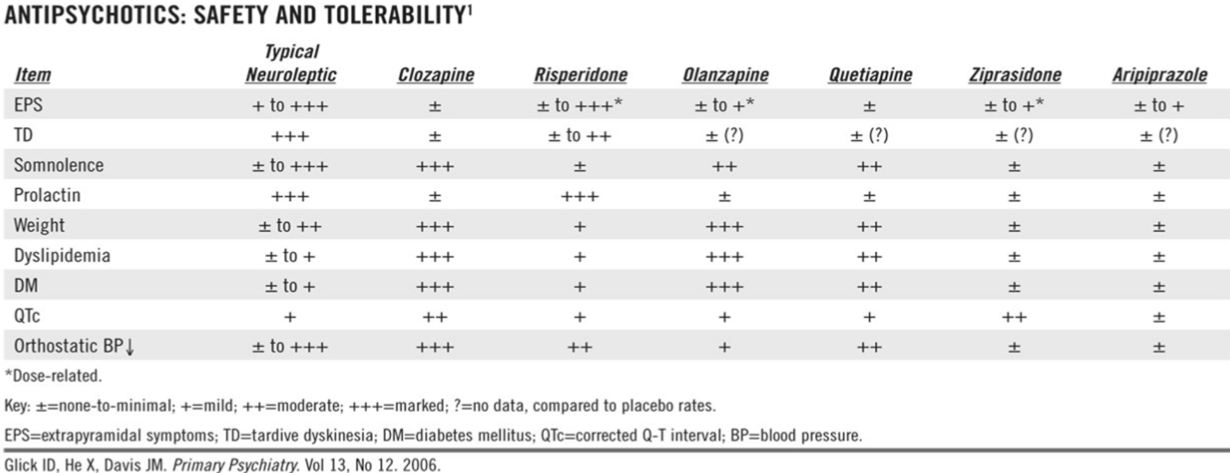 ANTIPSYCHOTICS: SAFETY AND TOLERABILITY¹
Typical
Item Neuroleptic Clozapine Risperidone Olanzapine Quetiapine Ziprasidone Aripiprazole
EPS + to +++ ± ± to +++* ± to +* ± ± to +* ± to +
TD +++ ± ± to ++ ± (?) ± (?) ± (?) ± (?)
Somnolence ± to +++ +++ ± ++ ++ ± ±
Prolactin +++ ± +++ ± ± ± ±
Weight ± to ++ +++ + +++ ++ ± ±
Dyslipidemia ± to + +++ + +++ ++ ± ±
DM ± to + +++ + +++ ++ ± ±
QTc + ++ + + + ++ ±
Orthostatic BP↓ ± to +++ +++ ++ + ++ ± ±
*Dose-related.
Key: ±=none-to-minimal; +=mild; ++=moderate; +++=marked; ?=no data, compared to placebo rates.
EPS=extrapyramidal symptoms; TD=tardive dyskinesia; DM=diabetes mellitus; QTc=corrected Q-T interval; BP=blood pressure.
Glick ID, He X, Davis JM. Primary Psychiatry. Vol 13, No 12. 2006.